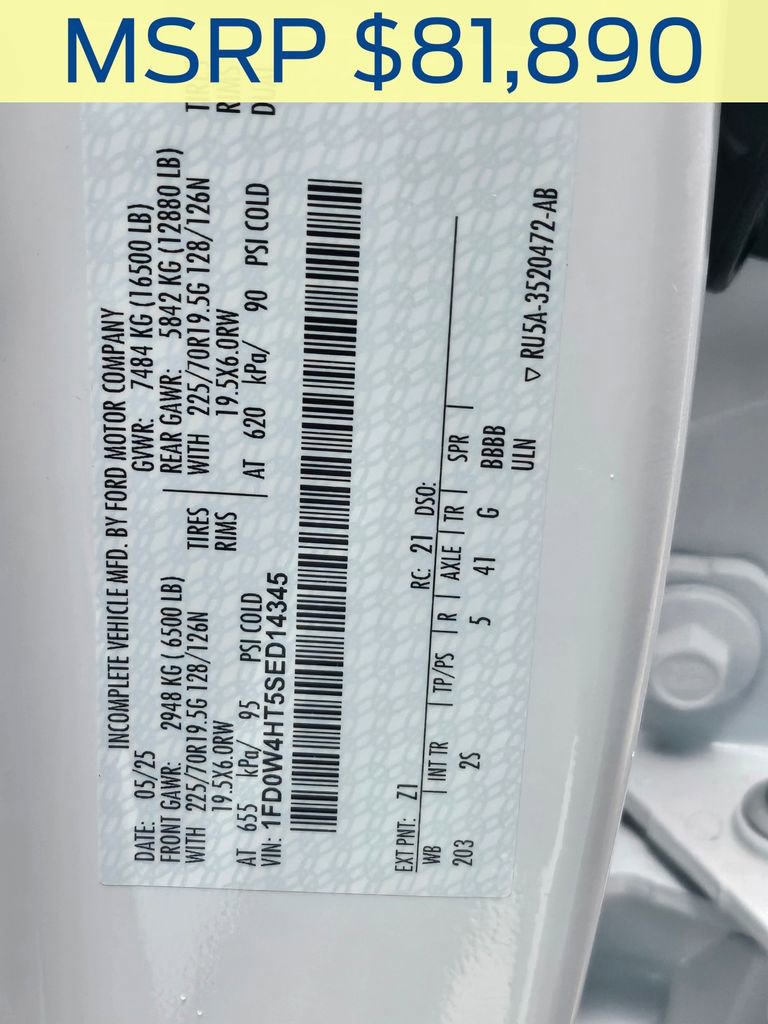 MSRP $81,890
INCOMPLETE VEHICLE MFD. BY FORD MOTOR COMPANY
DATE: 05/25 GVWR: 7484 KG (16500 LB)
FRONT GAWR: 2948 KG ( 6500 LB) REAR GAWR: 5842 KG (12880 LB)
WITH 225/70R19.5G 128/126N TIRES WITH 225/70R19.5G 128/126N
19.5X6.0RW RIMS 19.5X6.0RW
AT 655 kPa/ 95 PSI COLD AT 620 kPa/ 90 PSI COLD
VIN: 1FD0W4HT5SED14345
EXT PNT: Z1 RC: 21 DSO:
WB INT TR TP/PS R AXLE TR SPR
203 2S 5 41 G BBBB
ULN
▽ RU5A-3520472-AB